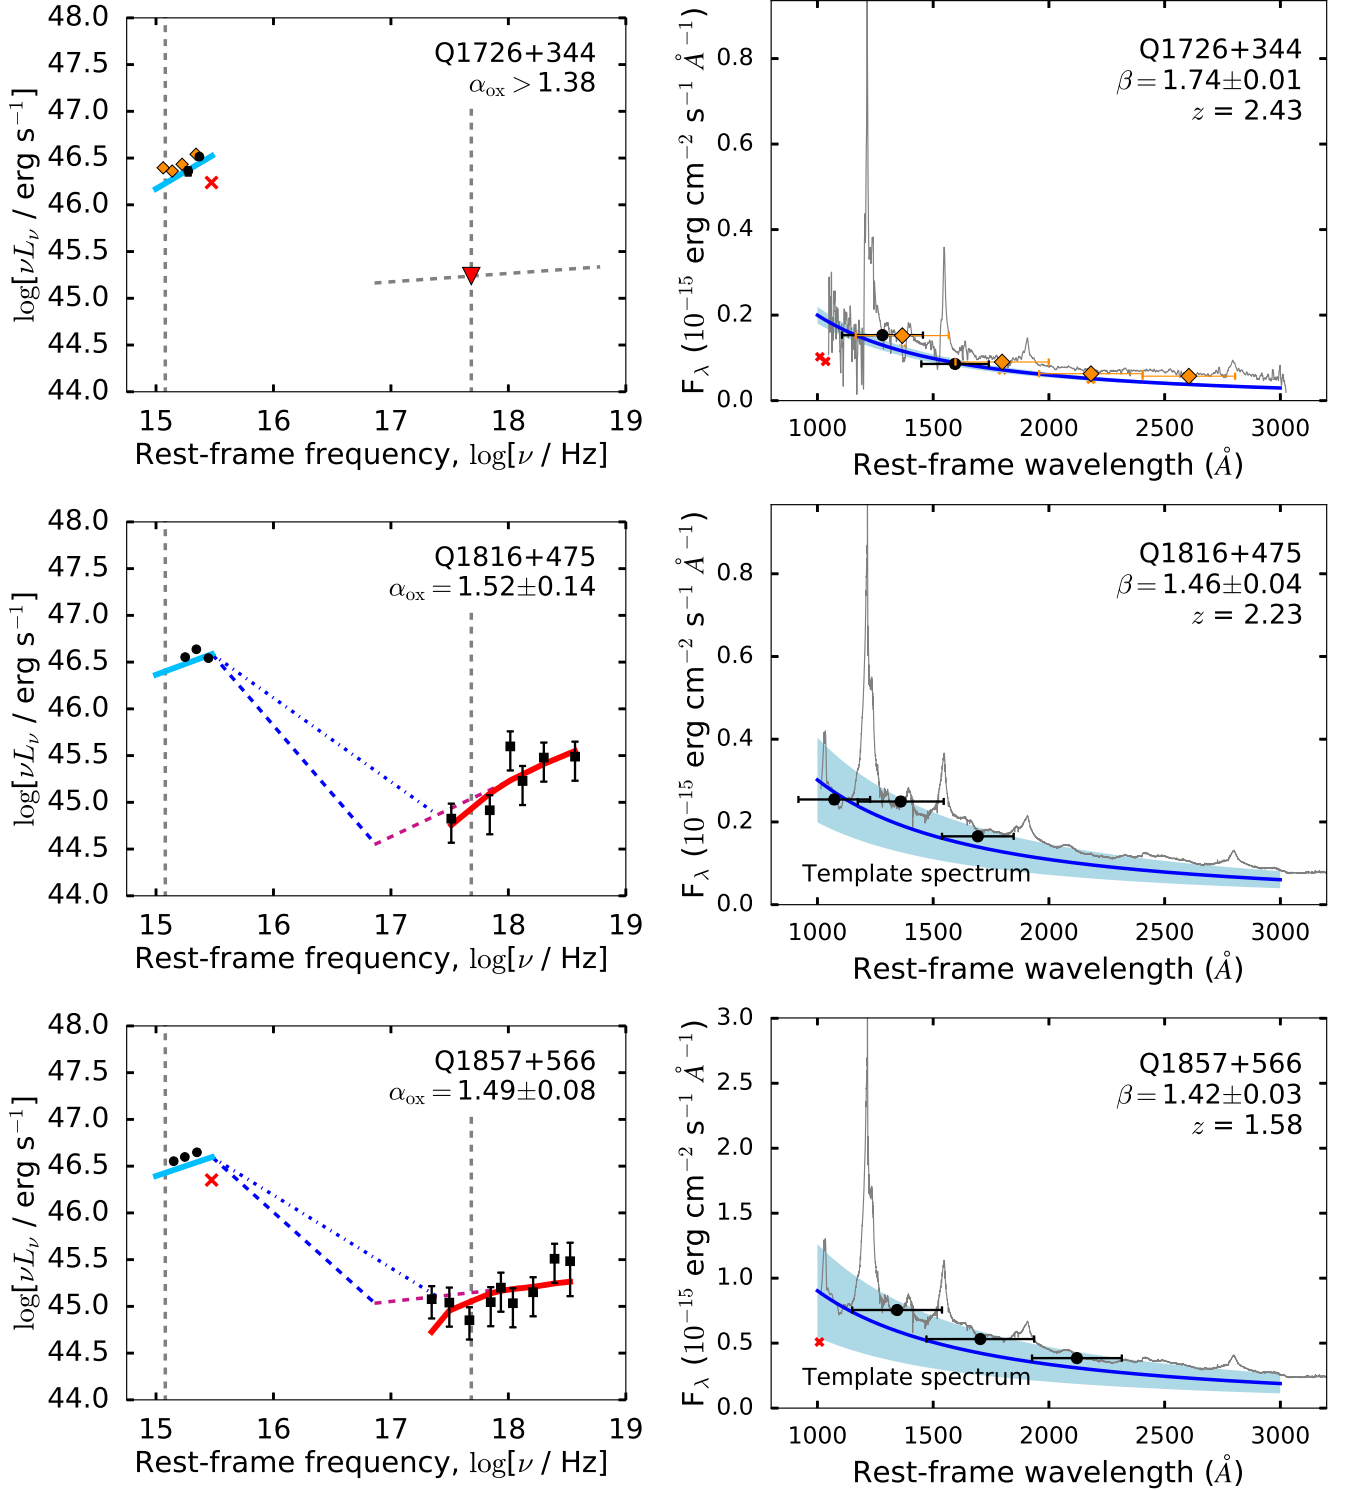 48.0
47.5
47.0
46.5
46.0
45.5
45.0
44.5
44.0
log[νLν / erg s−1]
Q1726+344
αox > 1.38
15 16 17 18 19
Rest-frame frequency, log[ν / Hz]
0.8
0.6
0.4
0.2
0.0
Fλ (10−15 erg cm−2 s−1 Å−1)
Q1726+344
β = 1.74±0.01
z = 2.43
1000 1500 2000 2500 3000
Rest-frame wavelength (Å)
48.0
47.5
47.0
46.5
46.0
45.5
45.0
44.5
44.0
log[νLν / erg s−1]
Q1816+475
αox = 1.52±0.14
15 16 17 18 19
Rest-frame frequency, log[ν / Hz]
0.8
0.6
0.4
0.2
0.0
Fλ (10−15 erg cm−2 s−1 Å−1)
Q1816+475
β = 1.46±0.04
z = 2.23
Template spectrum
1000 1500 2000 2500 3000
Rest-frame wavelength (Å)
48.0
47.5
47.0
46.5
46.0
45.5
45.0
44.5
44.0
log[νLν / erg s−1]
Q1857+566
αox = 1.49±0.08
15 16 17 18 19
Rest-frame frequency, log[ν / Hz]
3.0
2.5
2.0
1.5
1.0
0.5
0.0
Fλ (10−15 erg cm−2 s−1 Å−1)
Q1857+566
β = 1.42±0.03
z = 1.58
Template spectrum
1000 1500 2000 2500 3000
Rest-frame wavelength (Å)